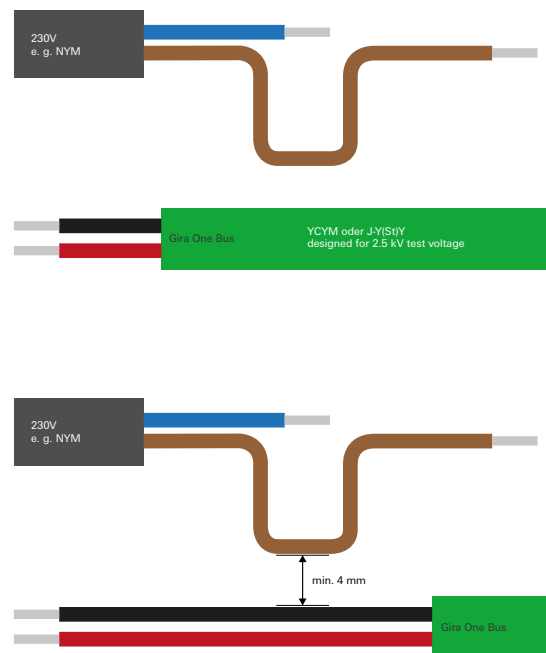 230V
e. g. NYM
Gira One Bus
YCYM oder J-Y(St)Y
designed for 2.5 kV test voltage
230V
e. g. NYM
min. 4 mm
Gira One Bus